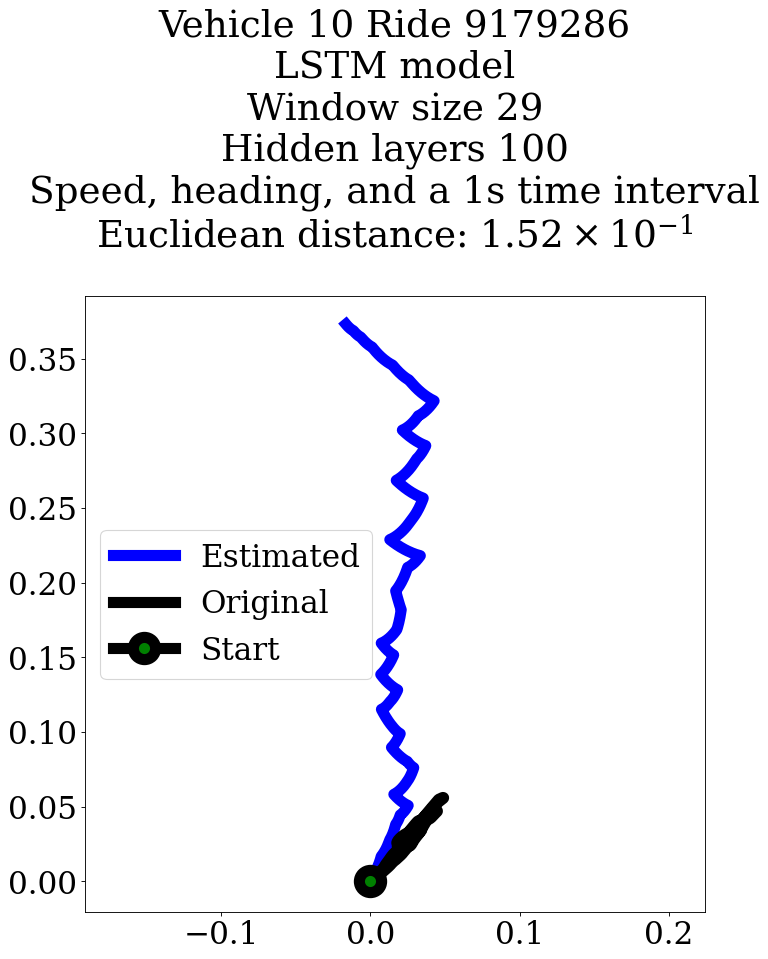 Vehicle 10 Ride 9179286
LSTM model
Window size 29
Hidden layers 100
Speed, heading, and a 1s time interval
Euclidean distance: 1.52 × 10⁻¹
0.35
0.30
0.25
0.20
0.15
0.10
0.05
0.00
Estimated
Original
Start
−0.1 0.0 0.1 0.2